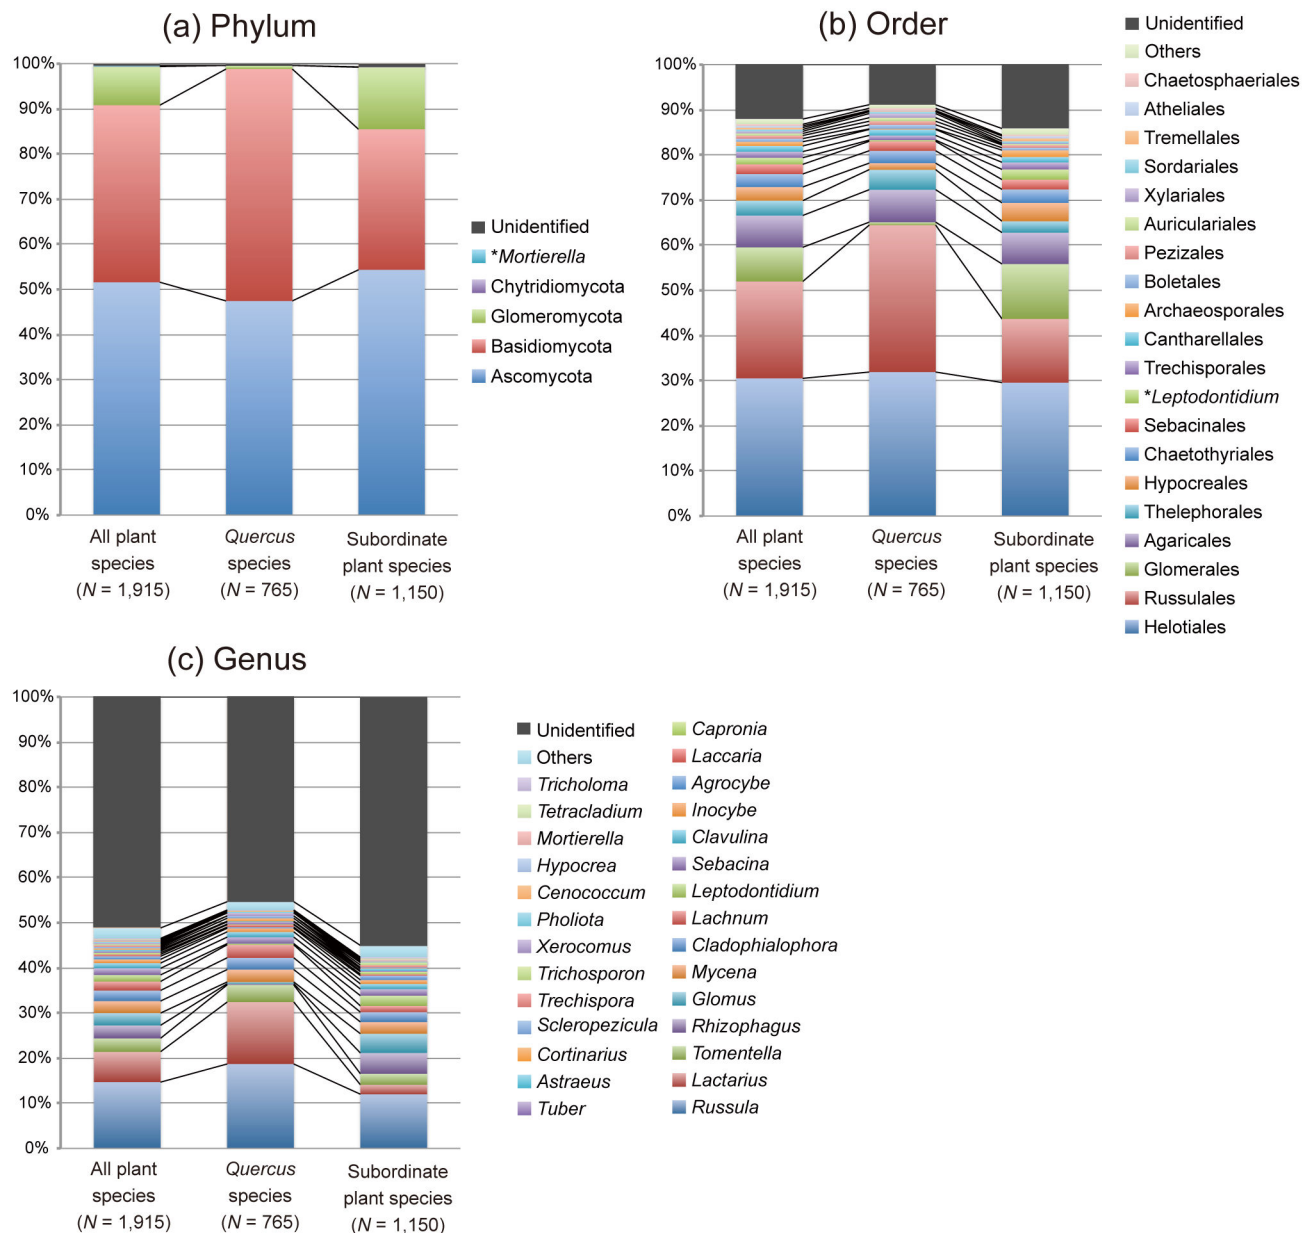 (a) Phylum
100%
90%
80%
70%
60%
50%
40%
30%
20%
10%
0%
All plant
species
(N = 1,915)
Quercus
species
(N = 765)
Subordinate
plant species
(N = 1,150)
Unidentified
*Mortierella
Chytridiomycota
Glomeromycota
Basidiomycota
Ascomycota
(b) Order
100%
90%
80%
70%
60%
50%
40%
30%
20%
10%
0%
All plant
species
(N = 1,915)
Quercus
species
(N = 765)
Subordinate
plant species
(N = 1,150)
Unidentified
Others
Chaetosphaeriales
Atheliales
Tremellales
Sordariales
Xylariales
Auriculariales
Pezizales
Boletales
Archaeosporales
Cantharellales
Trechisporales
*Leptodontidium
Sebacinales
Chaetothyriales
Hypocreales
Thelephorales
Agaricales
Glomerales
Russulales
Helotiales
(c) Genus
100%
90%
80%
70%
60%
50%
40%
30%
20%
10%
0%
All plant
species
(N = 1,915)
Quercus
species
(N = 765)
Subordinate
plant species
(N = 1,150)
Unidentified
Others
Tricholoma
Tetracladium
Mortierella
Hypocrea
Cenococcum
Pholiota
Xerocomus
Trichosporon
Trechispora
Scleropezicula
Cortinarius
Astraeus
Tuber
Capronia
Laccaria
Agrocybe
Inocybe
Clavulina
Sebacina
Leptodontidium
Lachnum
Cladophialophora
Mycena
Glomus
Rhizophagus
Tomentella
Lactarius
Russula